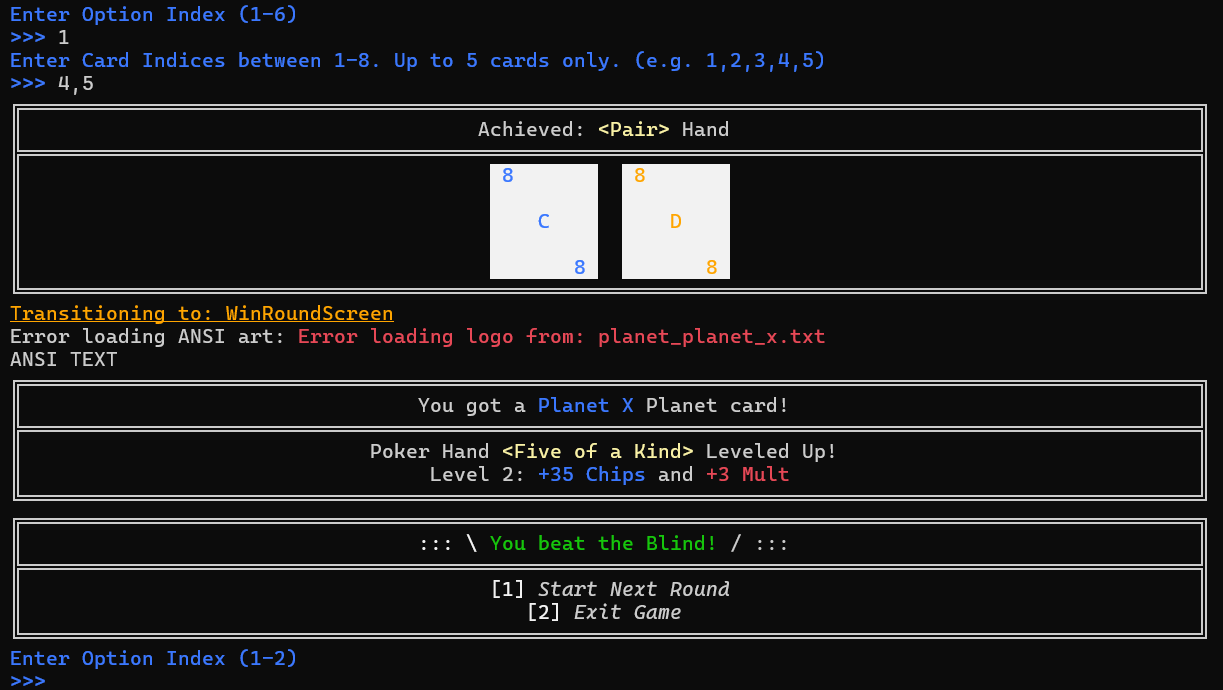 Enter Option Index (1-6)
>>> 1
Enter Card Indices between 1-8. Up to 5 cards only. (e.g. 1,2,3,4,5)
>>> 4,5
Achieved: <Pair> Hand
8 8
C D
8 8
Transitioning to: WinRoundScreen
Error loading ANSI art: Error loading logo from: planet_planet_x.txt
ANSI TEXT
You got a Planet X Planet card!
Poker Hand <Five of a Kind> Leveled Up!
Level 2: +35 Chips and +3 Mult
::: \ You beat the Blind! / :::
[1] Start Next Round
[2] Exit Game
Enter Option Index (1-2)
>>>